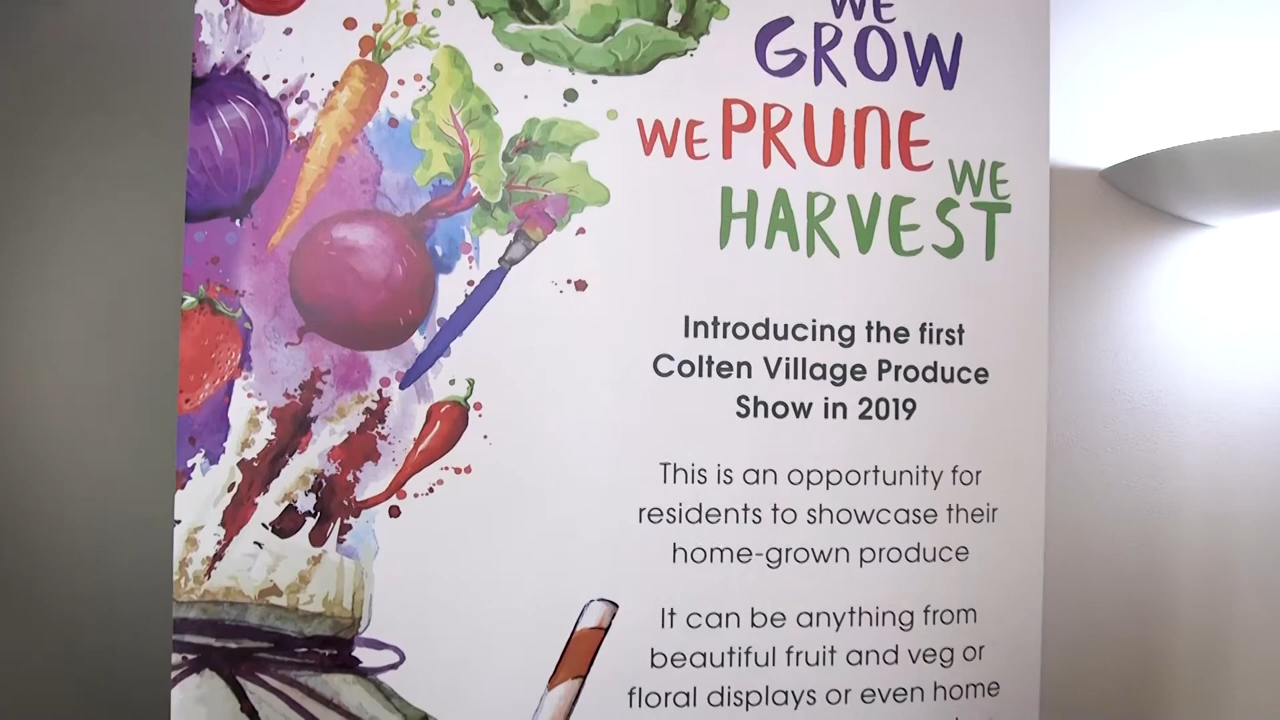 WE
GROW
WE PRUNE
WE
HARVEST
Introducing the first
Colten Village Produce
Show in 2019
This is an opportunity for
residents to showcase their
home-grown produce
It can be anything from
beautiful fruit and veg or
floral displays or even home